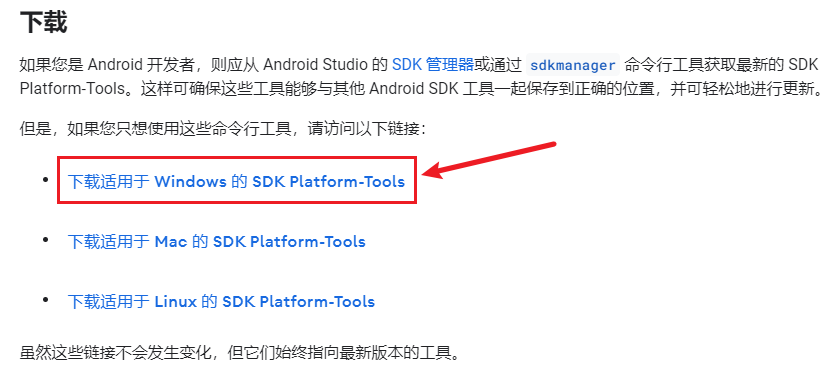 下载
如果您是 Android 开发者，则应从 Android Studio 的 SDK 管理器或通过 sdkmanager 命令行工具获取最新的 SDK
Platform-Tools。这样可确保这些工具能够与其他 Android SDK 工具一起保存到正确的位置，并可轻松地进行更新。
但是，如果您只想使用这些命令行工具，请访问以下链接：
• 下载适用于 Windows 的 SDK Platform-Tools
• 下载适用于 Mac 的 SDK Platform-Tools
• 下载适用于 Linux 的 SDK Platform-Tools
虽然这些链接不会发生变化，但它们始终指向最新版本的工具。